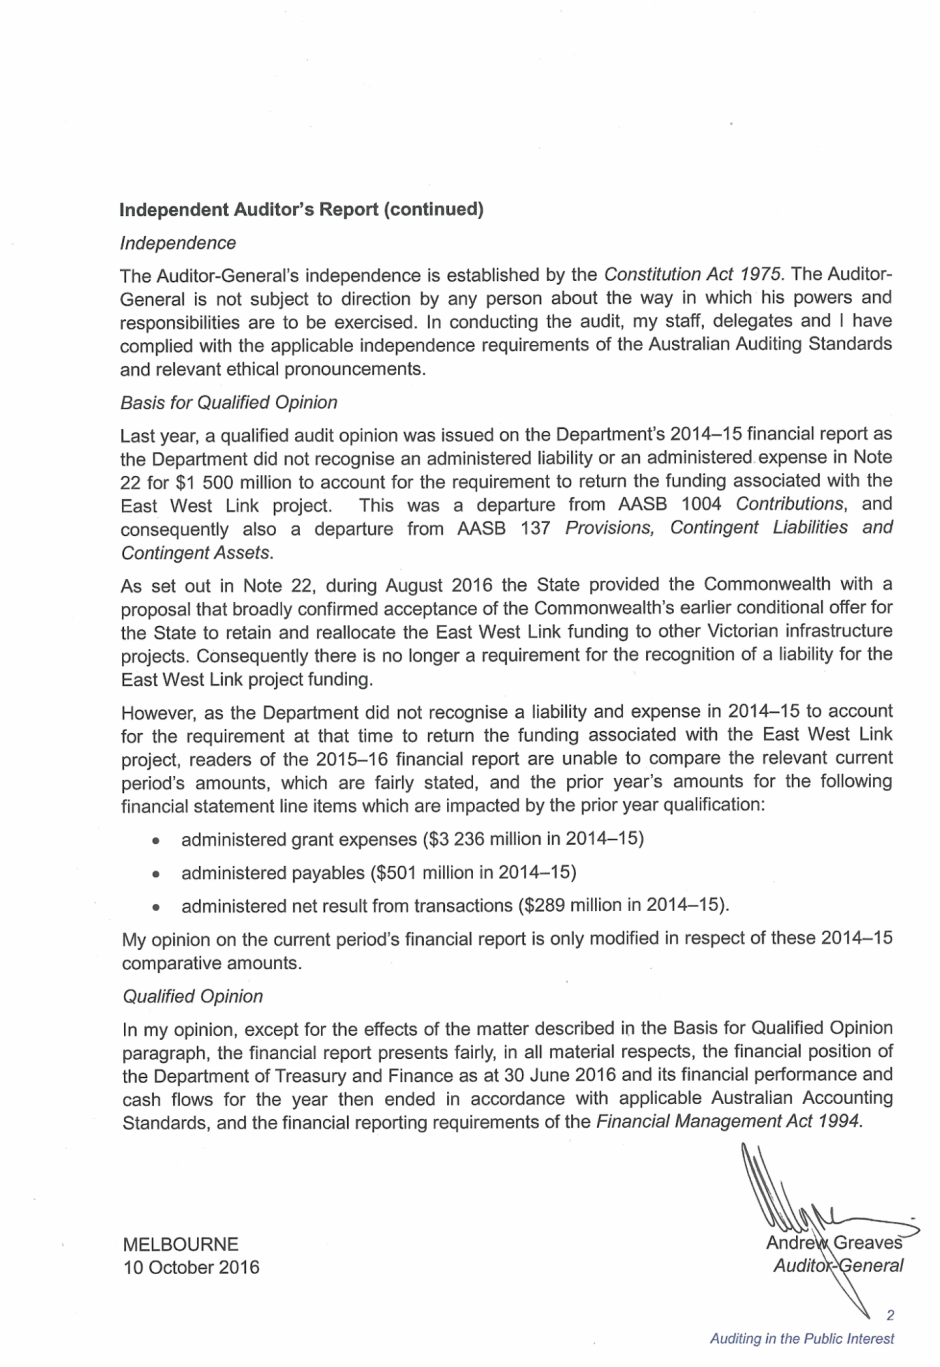 Independent Auditor's Report (continued)
Independence
The Auditor-General's independence is established by the Constitution Act 1975. The Auditor-
General is not subject to direction by any person about the way in which his powers and
responsibilities are to be exercised. In conducting the audit, my staff, delegates and I have
complied with the applicable independence requirements of the Australian Auditing Standards
and relevant ethical pronouncements.
Basis for Qualified Opinion
Last year, a qualified audit opinion was issued on the Department's 2014–15 financial report as
the Department did not recognise an administered liability or an administered expense in Note
22 for $1 500 million to account for the requirement to return the funding associated with the
East West Link project. This was a departure from AASB 1004 Contributions, and
consequently also a departure from AASB 137 Provisions, Contingent Liabilities and
Contingent Assets.
As set out in Note 22, during August 2016 the State provided the Commonwealth with a
proposal that broadly confirmed acceptance of the Commonwealth's earlier conditional offer for
the State to retain and reallocate the East West Link funding to other Victorian infrastructure
projects. Consequently there is no longer a requirement for the recognition of a liability for the
East West Link project funding.
However, as the Department did not recognise a liability and expense in 2014–15 to account
for the requirement at that time to return the funding associated with the East West Link
project, readers of the 2015–16 financial report are unable to compare the relevant current
period's amounts, which are fairly stated, and the prior year's amounts for the following
financial statement line items which are impacted by the prior year qualification:
• administered grant expenses ($3 236 million in 2014–15)
• administered payables ($501 million in 2014–15)
• administered net result from transactions ($289 million in 2014–15).
My opinion on the current period's financial report is only modified in respect of these 2014–15
comparative amounts.
Qualified Opinion
In my opinion, except for the effects of the matter described in the Basis for Qualified Opinion
paragraph, the financial report presents fairly, in all material respects, the financial position of
the Department of Treasury and Finance as at 30 June 2016 and its financial performance and
cash flows for the year then ended in accordance with applicable Australian Accounting
Standards, and the financial reporting requirements of the Financial Management Act 1994.
MELBOURNE
10 October 2016
Andrew Greaves
Auditor-General
2
Auditing in the Public Interest